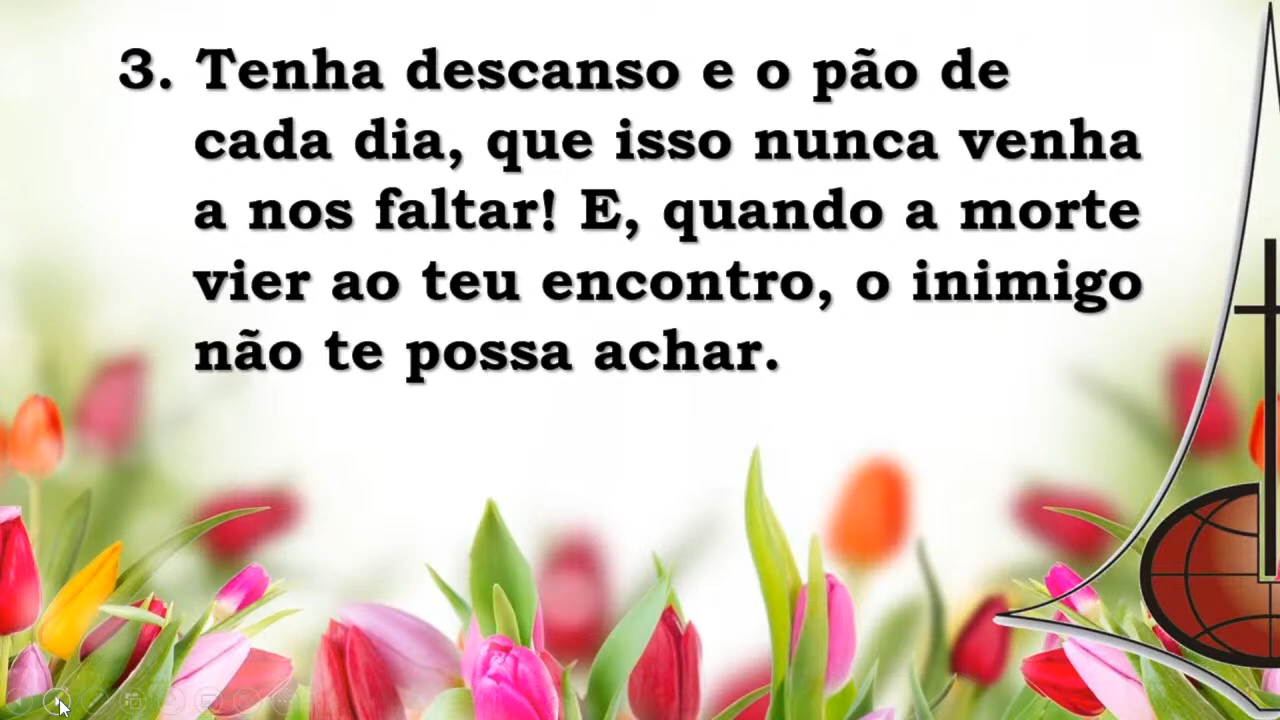 3. Tenha descanso e o pão de
cada dia, que isso nunca venha
a nos faltar! E, quando a morte
vier ao teu encontro, o inimigo
não te possa achar.